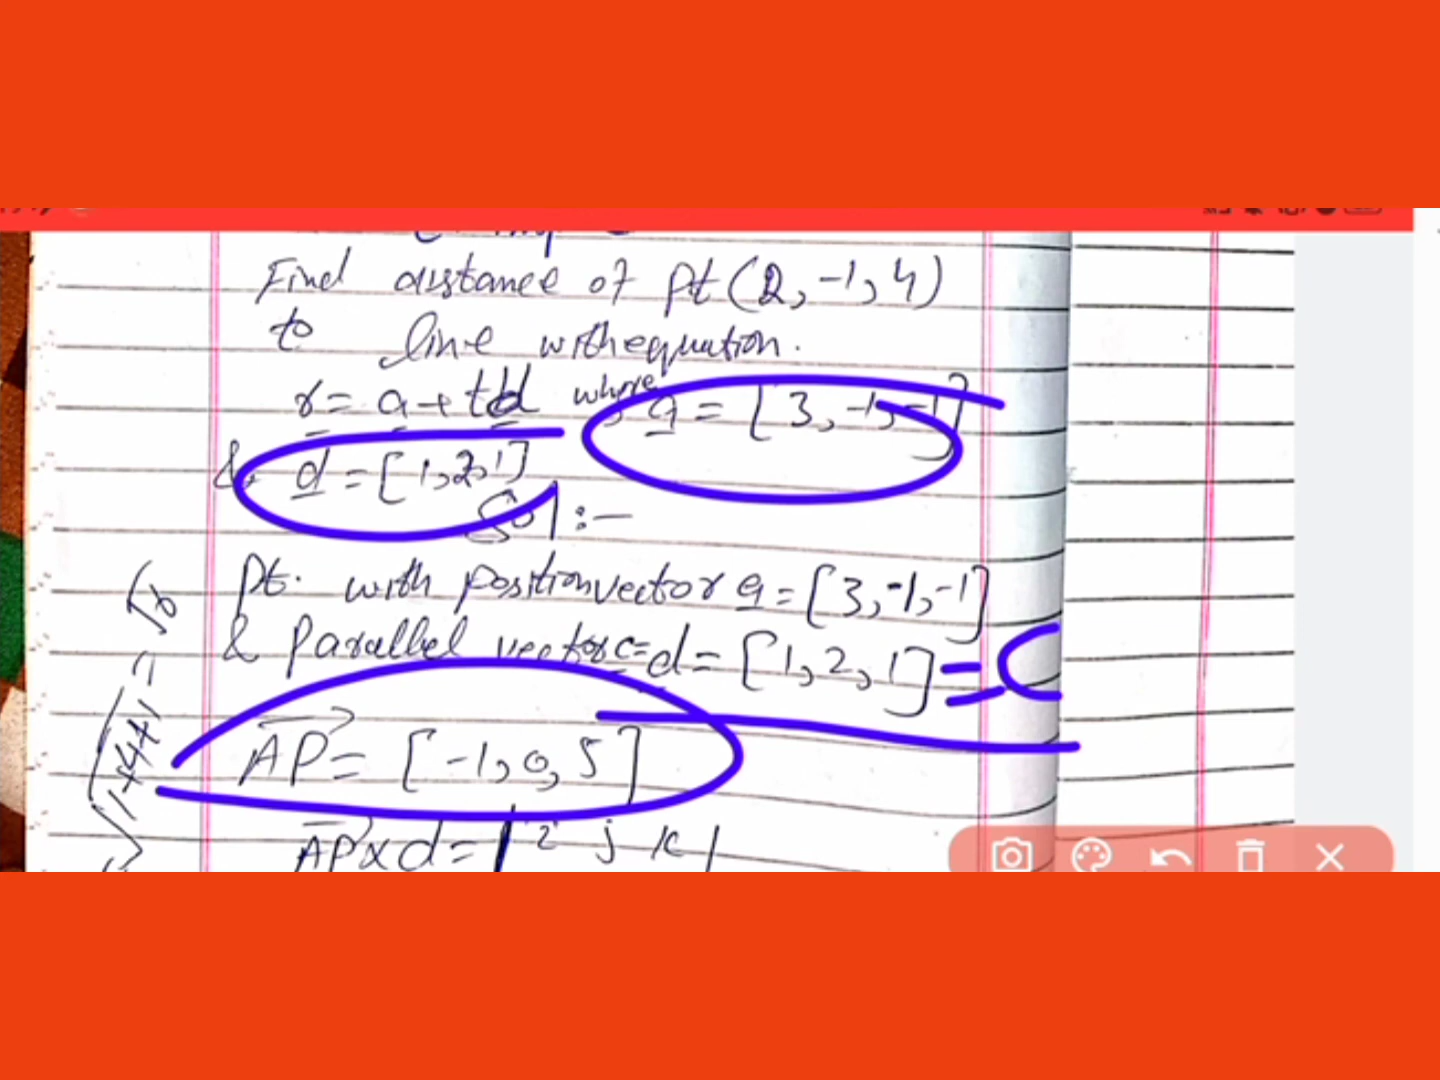 Find distance of pt (2, -1, 4)
to line with equation.
r = a + td where a = [3, -1, -1]
& d = [1, 2, 1]
Sol :-
Pt. with position vector a = [3, -1, -1]
& Parallel vector c = d = [1, 2, 1] = C
AP = [-1, 0, 5]
AP x d = | i j k |
√1+4+1 = √6